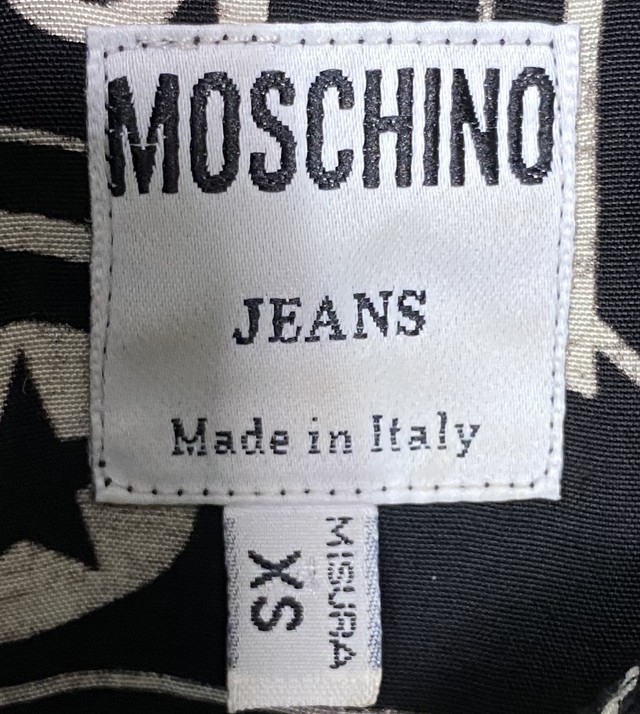 MOSCHINO
JEANS
Made in Italy
MISURA
XS